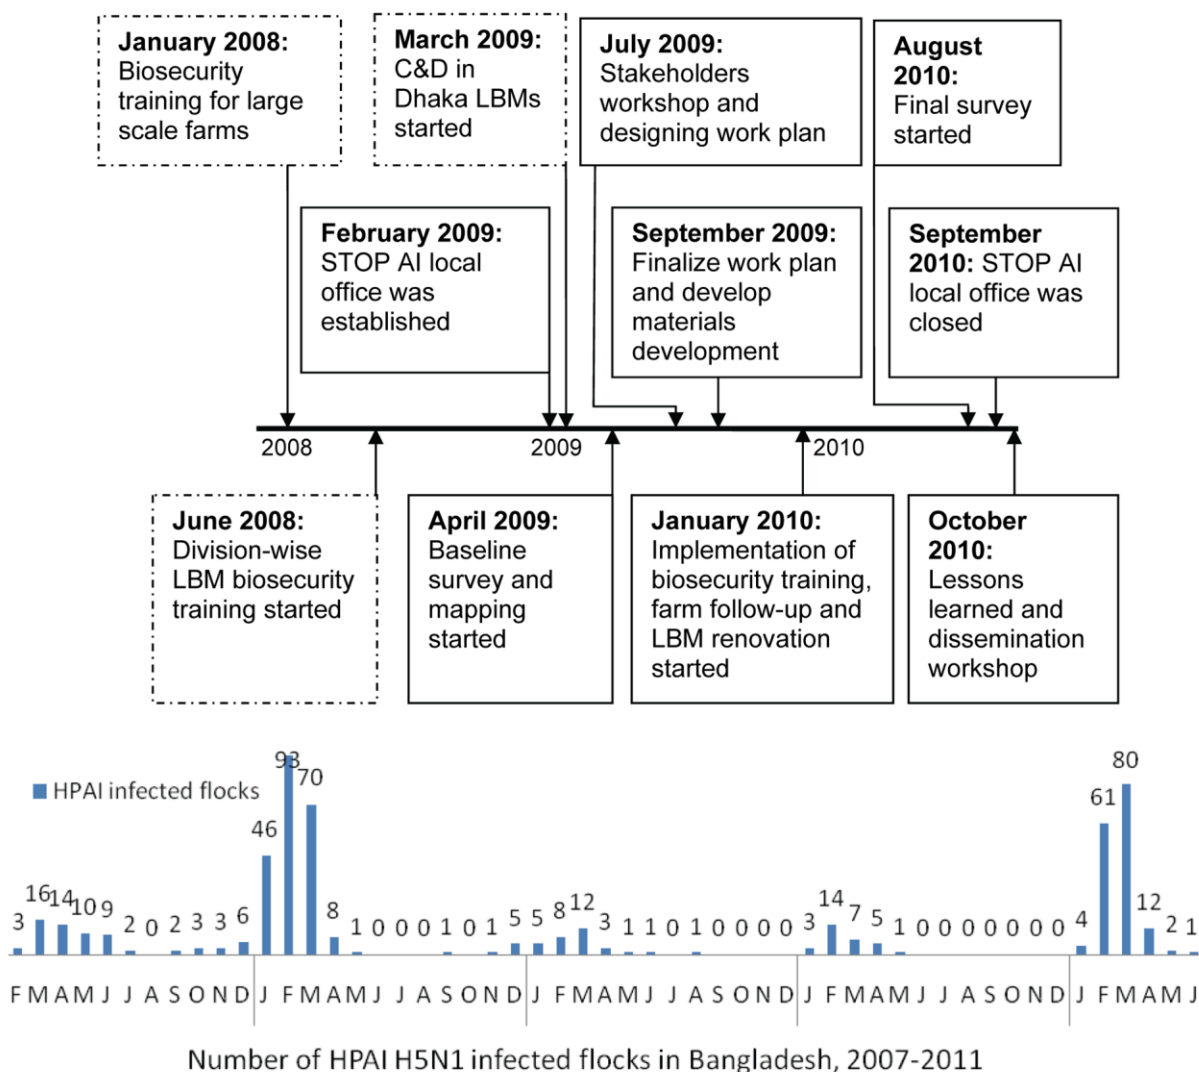 January 2008:
Biosecurity
training for large
scale farms
March 2009:
C&D in
Dhaka LBMs
started
July 2009:
Stakeholders
workshop and
designing work plan
August
2010:
Final survey
started
February 2009:
STOP AI local
office was
established
September 2009:
Finalize work plan
and develop
materials
development
September
2010: STOP AI
local office was
closed
2008
2009
2010
June 2008:
Division-wise
LBM biosecurity
training started
April 2009:
Baseline
survey and
mapping
started
January 2010:
Implementation of
biosecurity training,
farm follow-up and
LBM renovation
started
October
2010:
Lessons
learned and
dissemination
workshop
HPAI infected flocks
3 16 14 10 9 2 0 2 3 3 6 46 93 70 8 1 0 0 0 1 0 1 5 5 8 12 3 1 1 0 1 0 0 0 0 3 14 7 5 1 0 0 0 0 0 0 0 4 61 80 12 2 1
F M A M J J A S O N D J F M A M J J A S O N D J F M A M J J A S O N D J F M A M J J A S O N D J F M A M J
Number of HPAI H5N1 infected flocks in Bangladesh, 2007-2011